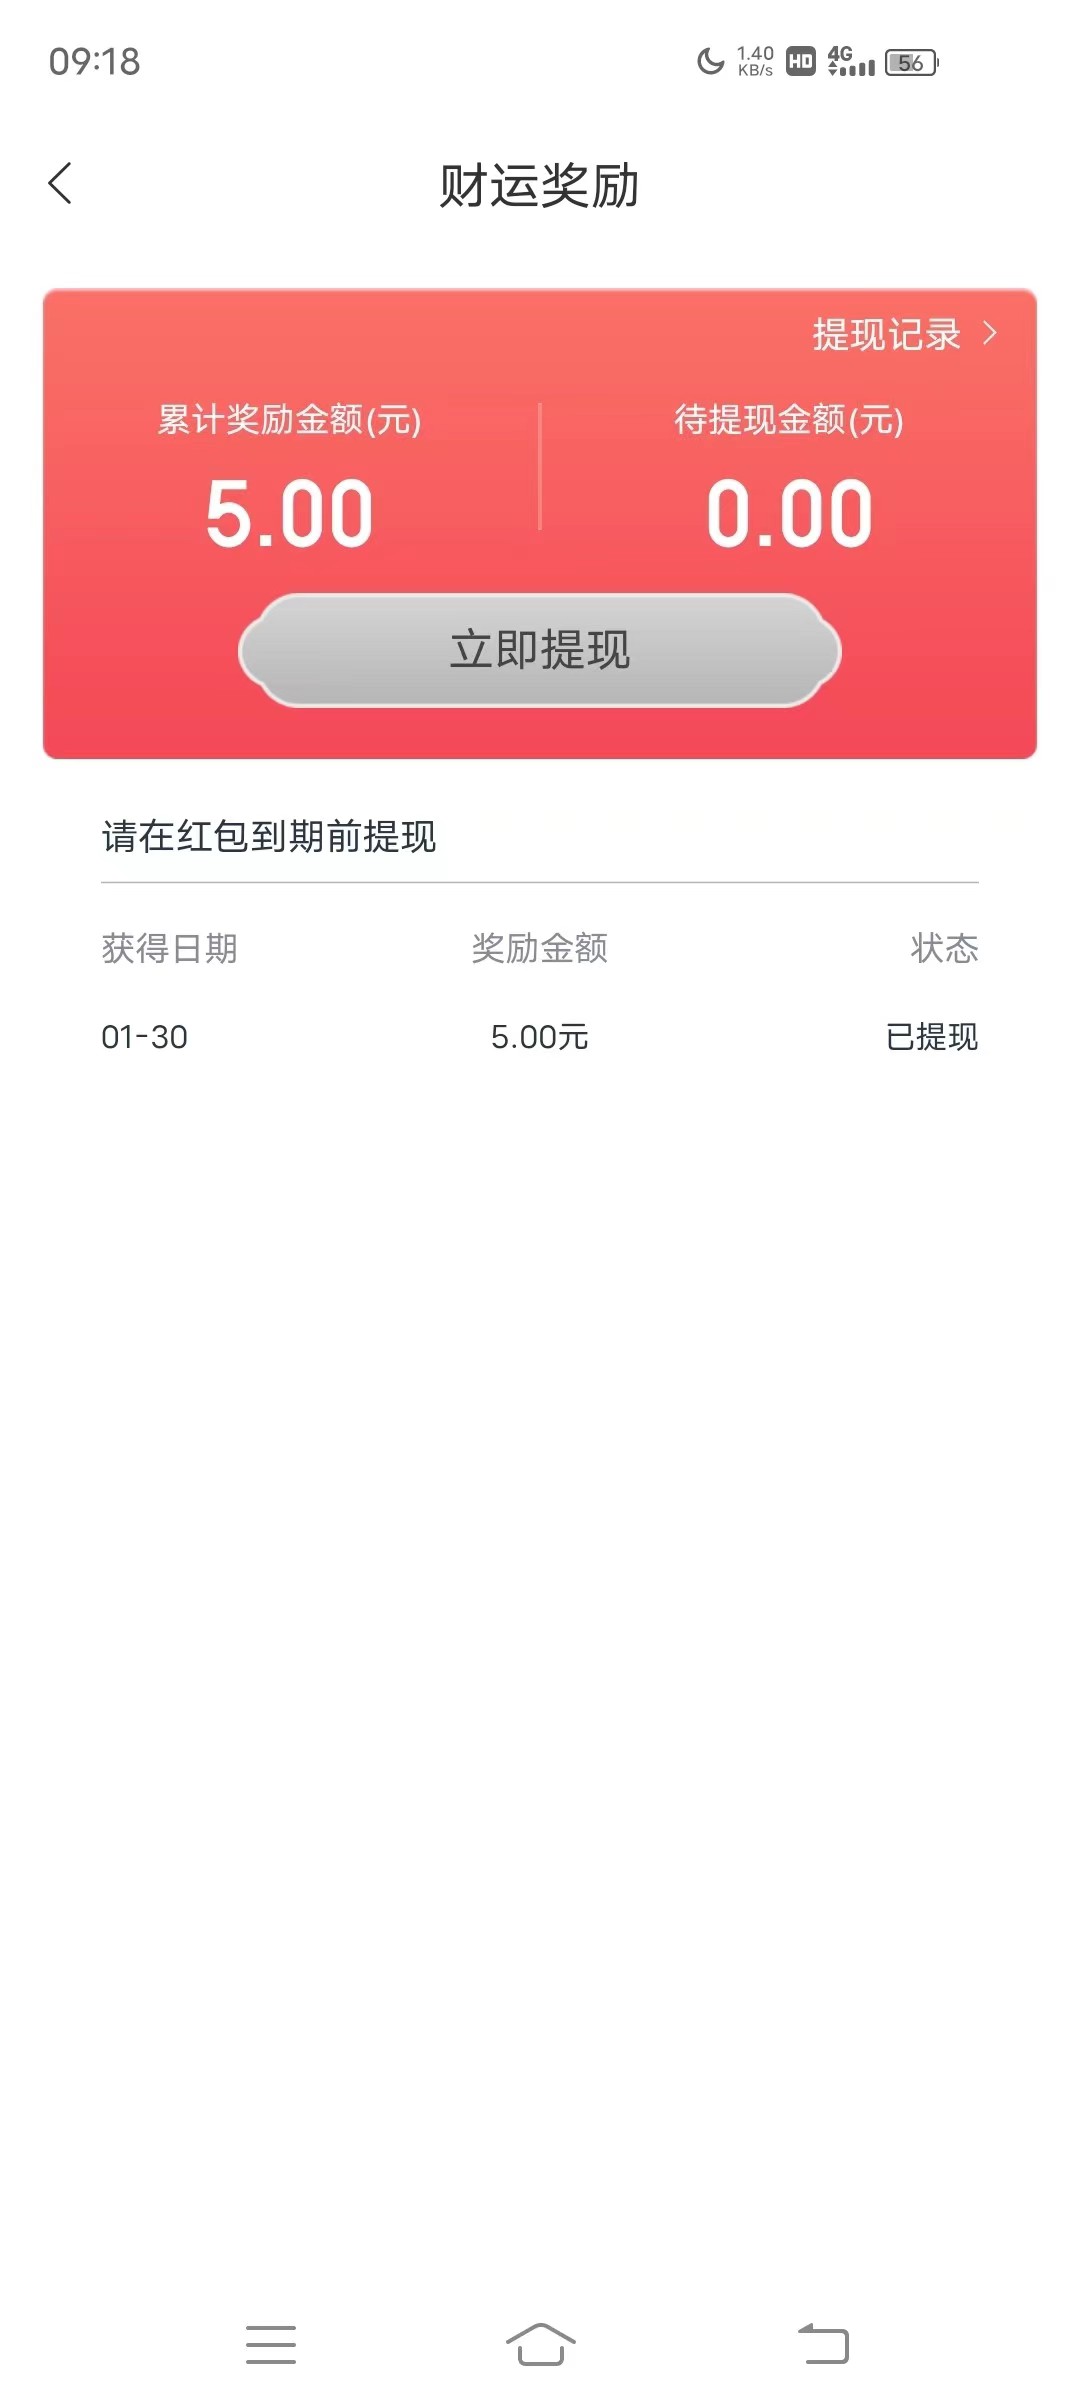 09:18
1.40 KB/s HD 4G 56
财运奖励
提现记录
累计奖励金额(元) 待提现金额(元)
5.00 0.00
立即提现
请在红包到期前提现
获得日期 奖励金额 状态
01-30 5.00元 已提现